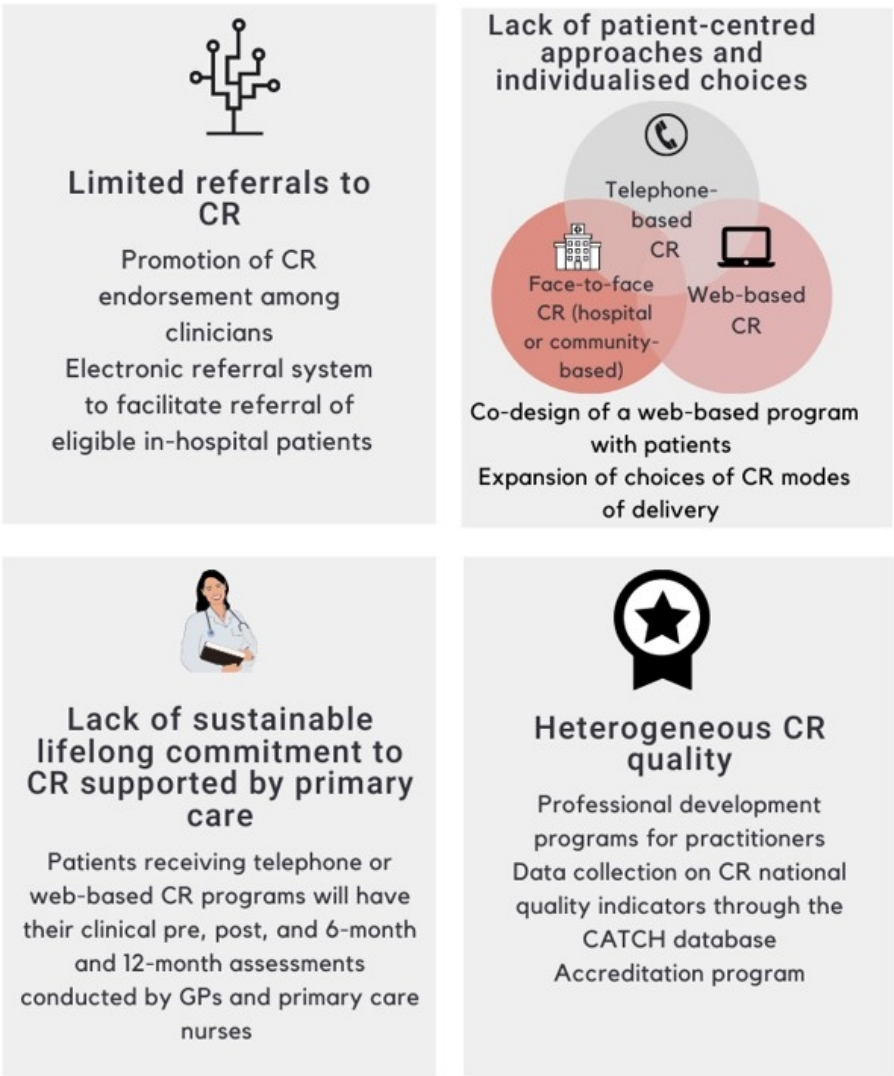 Limited referrals to
CR
Promotion of CR
endorsement among
clinicians
Electronic referral system
to facilitate referral of
eligible in-hospital patients
Lack of patient-centred
approaches and
individualised choices
Telephone-
based
CR
Face-to-face
CR (hospital
or community-
based)
Web-based
CR
Co-design of a web-based program
with patients
Expansion of choices of CR modes
of delivery
Lack of sustainable
lifelong commitment to
CR supported by primary
care
Patients receiving telephone or
web-based CR programs will have
their clinical pre, post, and 6-month
and 12-month assessments
conducted by GPs and primary care
nurses
Heterogeneous CR
quality
Professional development
programs for practitioners
Data collection on CR national
quality indicators through the
CATCH database
Accreditation program